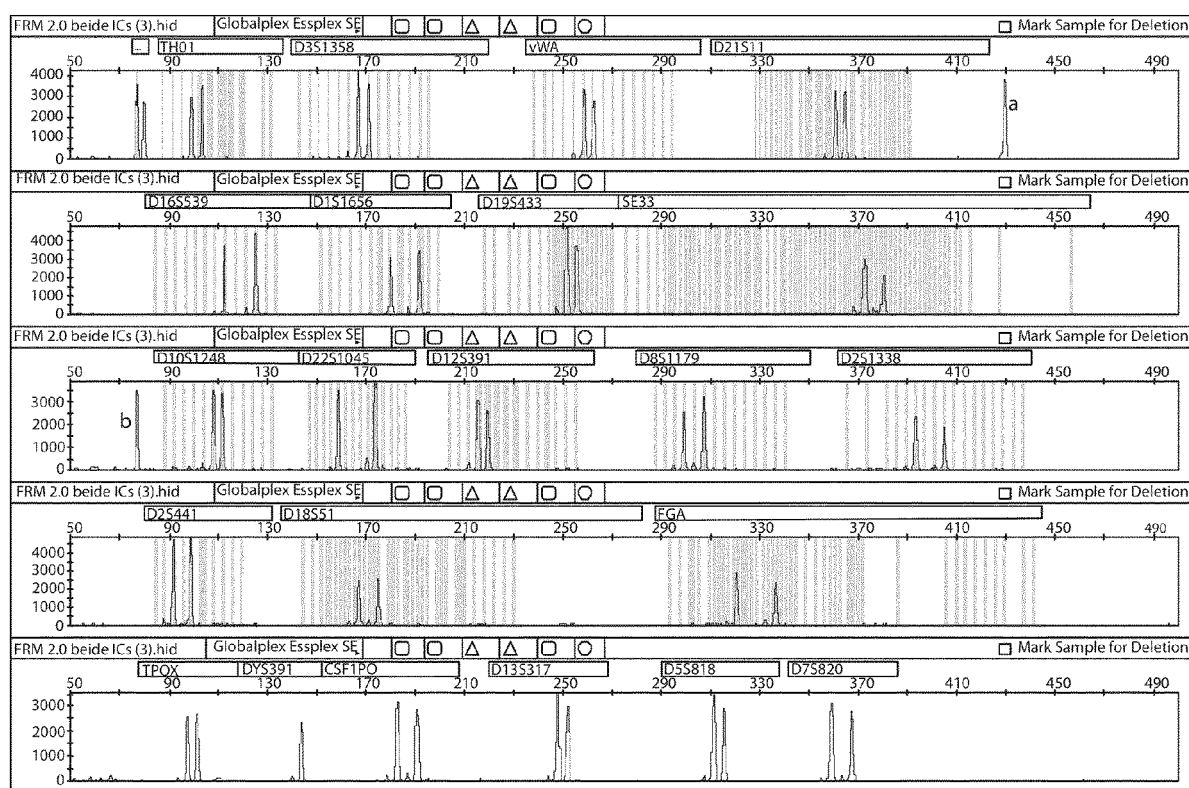 FRM 2.0 beide ICs (3).hid Globalplex Essplex SE Mark Sample for Deletion
... TH01 D3S1358 vWA D21S11
50 90 130 170 210 250 290 330 370 410 450 490
4000
3000
2000
1000
0
a
FRM 2.0 beide ICs (3).hid Globalplex Essplex SE Mark Sample for Deletion
D16S539 D1S1656 D19S433 SE33
50 90 130 170 210 250 290 330 370 410 450 490
4000
3000
2000
1000
0
FRM 2.0 beide ICs (3).hid Globalplex Essplex SE Mark Sample for Deletion
D10S1248 D22S1045 D12S391 D8S1179 D2S1338
50 90 130 170 210 250 290 330 370 410 450 490
3000
2000
1000
0
b
FRM 2.0 beide ICs (3).hid Globalplex Essplex SE Mark Sample for Deletion
D2S441 D18S51 FGA
50 90 130 170 210 250 290 330 370 410 450 490
4000
3000
2000
1000
0
FRM 2.0 beide ICs (3).hid Globalplex Essplex SE Mark Sample for Deletion
TPOX DYS391 CSF1PO D13S317 D5S818 D7S820
50 90 130 170 210 250 290 330 370 410 450 490
3000
2000
1000
0